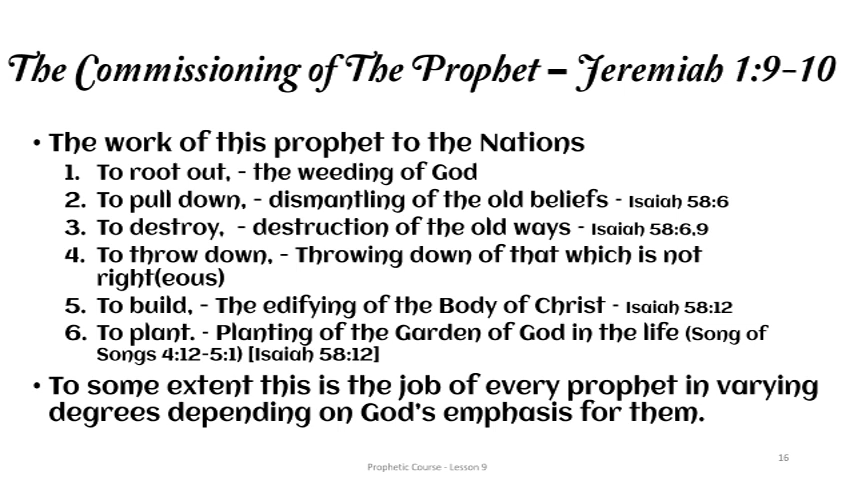 The Commissioning of The Prophet – Jeremiah 1:9-10
• The work of this prophet to the Nations
1. To root out, - the weeding of God
2. To pull down, - dismantling of the old beliefs - Isaiah 58:6
3. To destroy, - destruction of the old ways - Isaiah 58:6,9
4. To throw down, - Throwing down of that which is not
right(eous)
5. To build, - The edifying of the Body of Christ - Isaiah 58:12
6. To plant. - Planting of the Garden of God in the life (Song of
Songs 4:12-5:1) [Isaiah 58:12]
• To some extent this is the job of every prophet in varying
degrees depending on God's emphasis for them.
Prophetic Course - Lesson 9
16